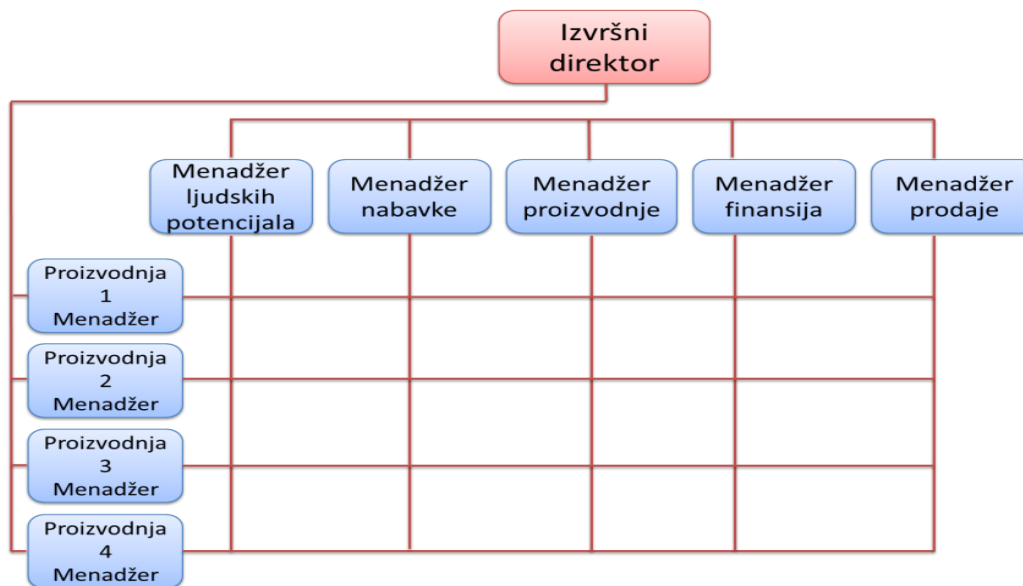 Izvršni
direktor
Menadžer
ljudskih
potencijala
Menadžer
nabavke
Menadžer
proizvodnje
Menadžer
finansija
Menadžer
prodaje
Proizvodnja
1
Menadžer
Proizvodnja
2
Menadžer
Proizvodnja
3
Menadžer
Proizvodnja
4
Menadžer